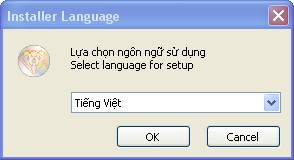 Installer Language
Lựa chọn ngôn ngữ sử dụng
Select language for setup
Tiếng Việt
OK
Cancel